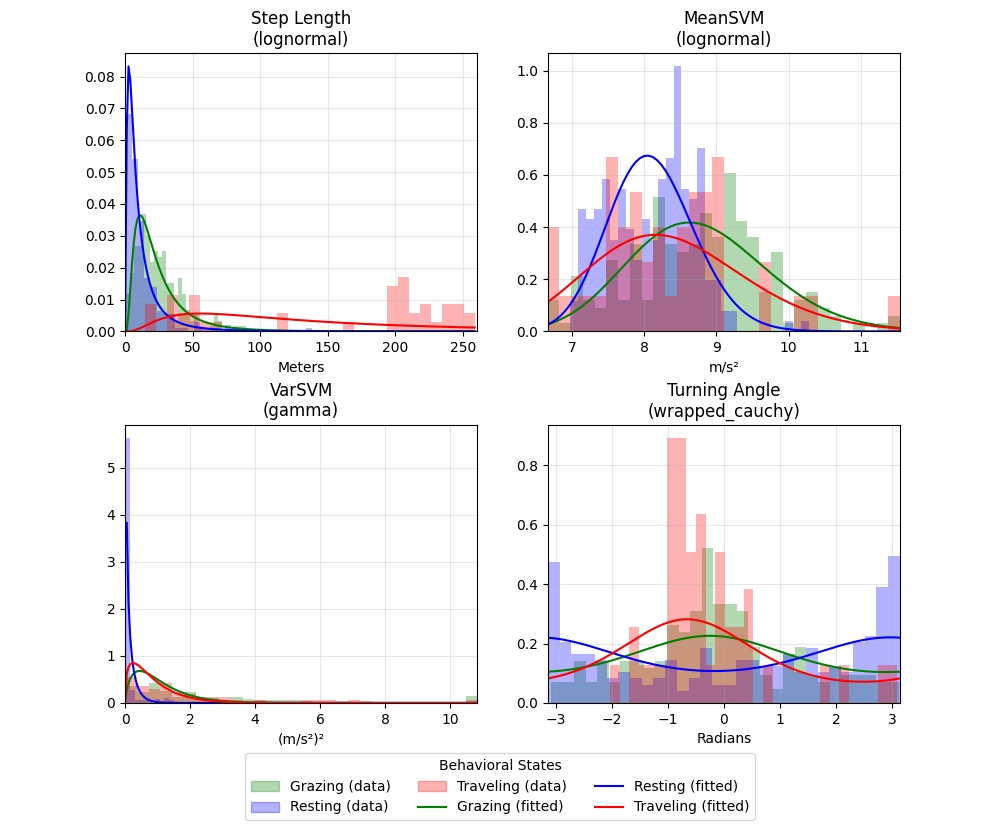 Step Length
(lognormal)
0.08
0.07
0.06
0.05
0.04
0.03
0.02
0.01
0.00
0 50 100 150 200 250
Meters
MeanSVM
(lognormal)
1.0
0.8
0.6
0.4
0.2
0.0
7 8 9 10 11
m/s²
VarSVM
(gamma)
5
4
3
2
1
0
0 2 4 6 8 10
(m/s²)²
Turning Angle
(wrapped_cauchy)
0.8
0.6
0.4
0.2
0.0
−3 −2 −1 0 1 2 3
Radians
Behavioral States
Grazing (data) Traveling (data) Resting (fitted)
Resting (data) Grazing (fitted) Traveling (fitted)